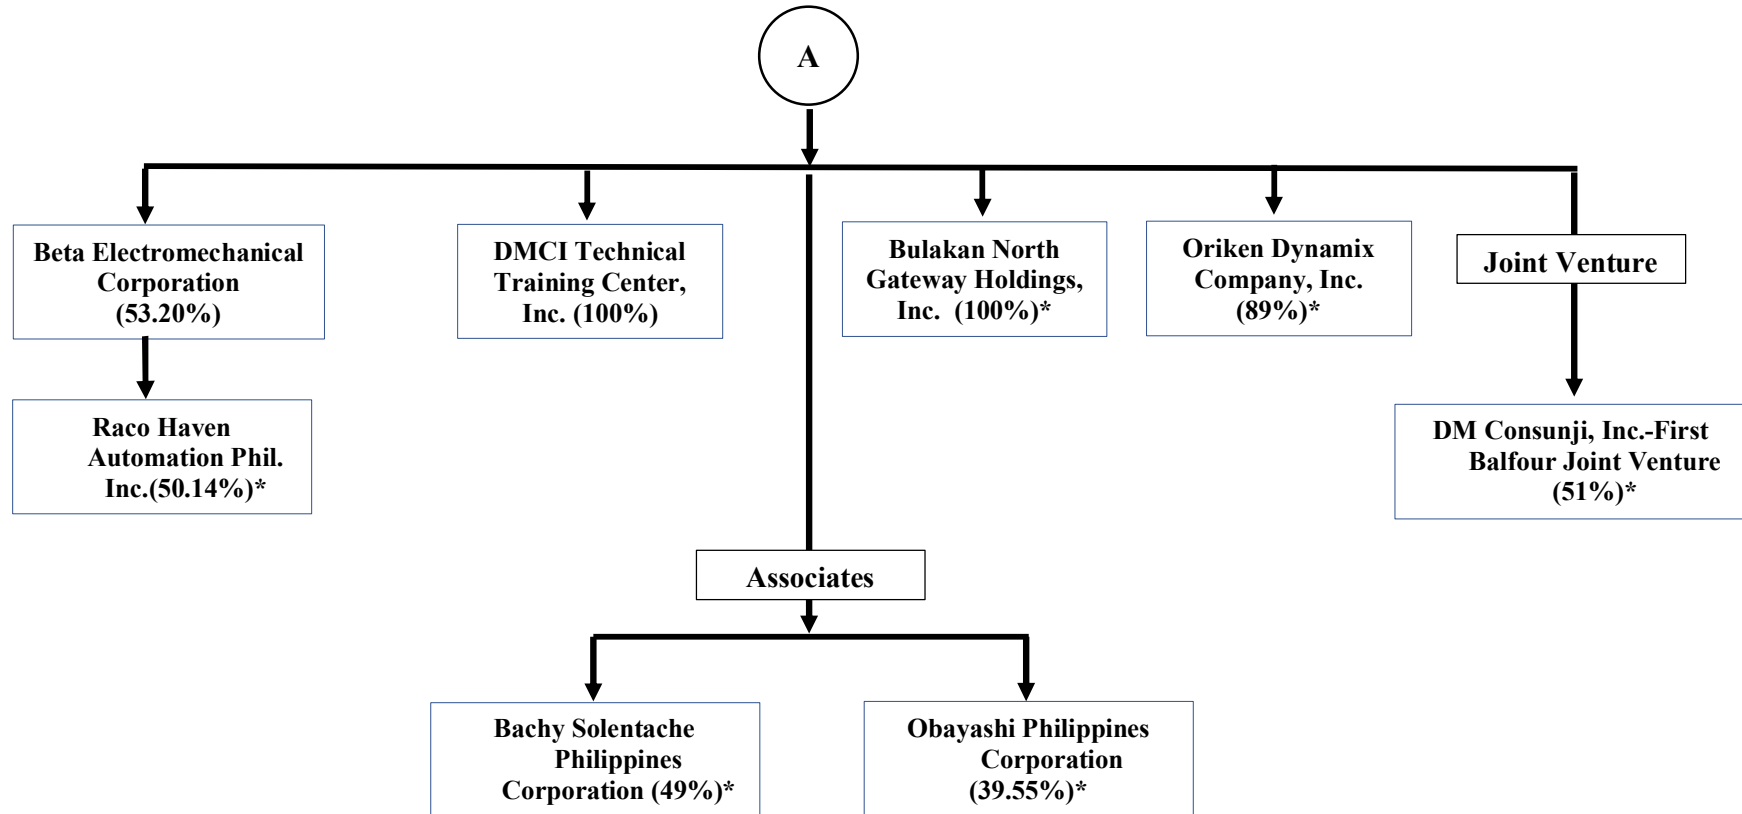 A
Beta Electromechanical
Corporation
(53.20%)
DMCI Technical
Training Center,
Inc. (100%)
Bulakan North
Gateway Holdings,
Inc. (100%)*
Oriken Dynamix
Company, Inc.
(89%)*
Joint Venture
Raco Haven
Automation Phil.
Inc.(50.14%)*
DM Consunji, Inc.-First
Balfour Joint Venture
(51%)*
Associates
Bachy Solentache
Philippines
Corporation (49%)*
Obayashi Philippines
Corporation
(39.55%)*